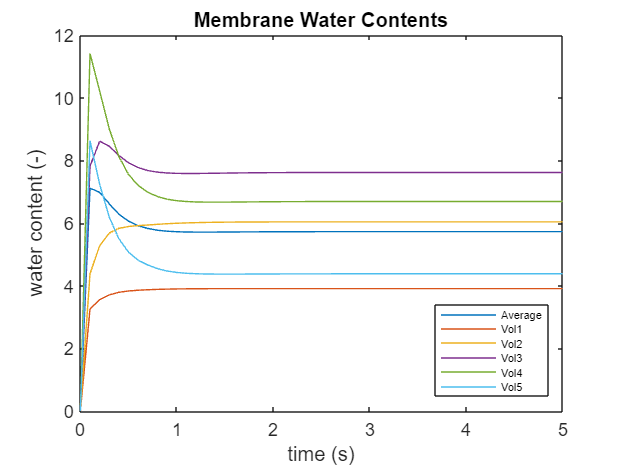 Membrane Water Contents
12
10
8
6
4
2
0
water content (-)
0 1 2 3 4 5
time (s)
Average
Vol1
Vol2
Vol3
Vol4
Vol5